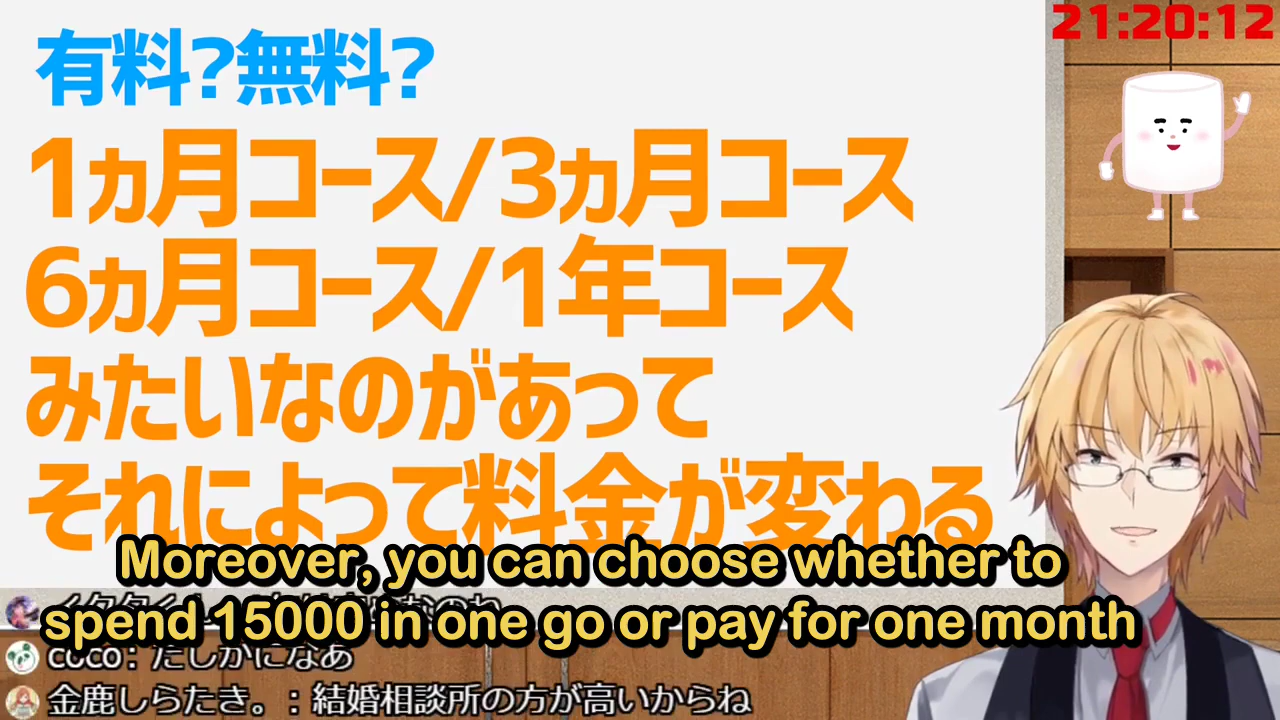 有料?無料?
21:20:12
1ヵ月コース/3ヵ月コース
6ヵ月コース/1年コース
みたいなのがあって
それによって料金が変わる
Moreover, you can choose whether to
spend 15000 in one go or pay for one month
coco: たしかになあ
金鹿しらたき。: 結婚相談所の方が高いからね